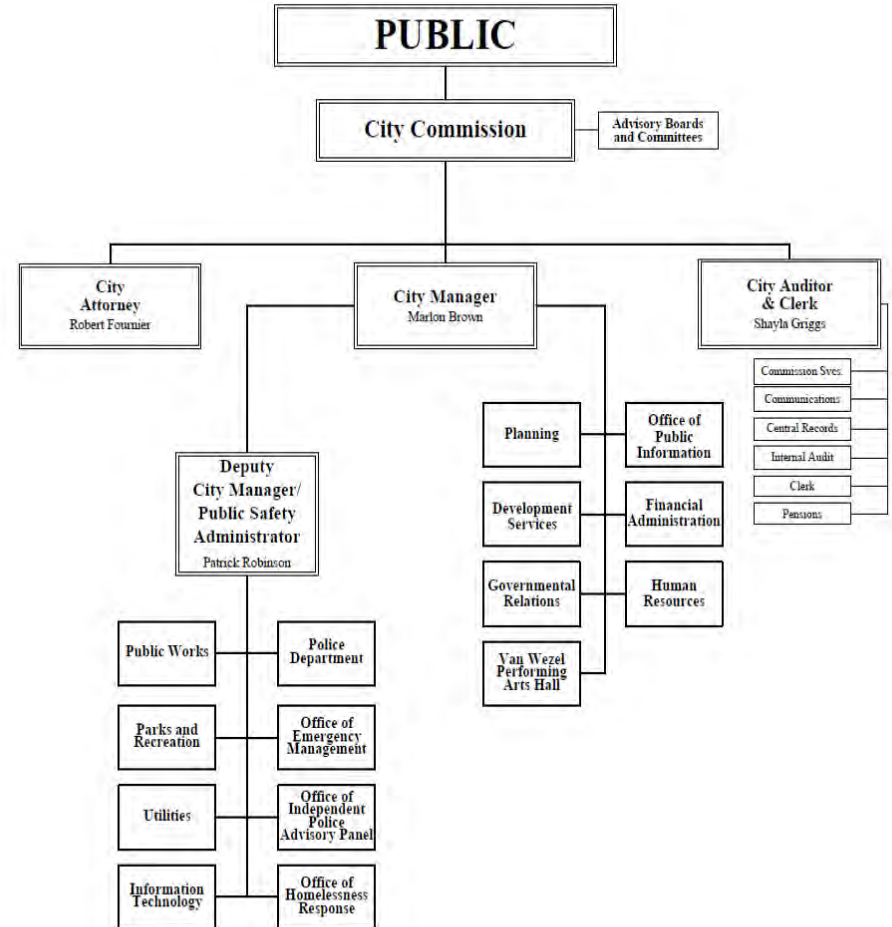 PUBLIC
City Commission
Advisory Boards
and Committees
City
Attorney
Robert Fournier
City Manager
Marlon Brown
City Auditor
& Clerk
Shayla Griggs
Commission Svcs.
Communications
Central Records
Internal Audit
Clerk
Pensions
Planning
Office of
Public
Information
Development
Services
Financial
Administration
Governmental
Relations
Human
Resources
Van Wezel
Performing
Arts Hall
Deputy
City Manager/
Public Safety
Administrator
Patrick Robinson
Public Works
Police
Department
Parks and
Recreation
Office of
Emergency
Management
Utilities
Office of
Independent
Police
Advisory Panel
Information
Technology
Office of
Homelessness
Response